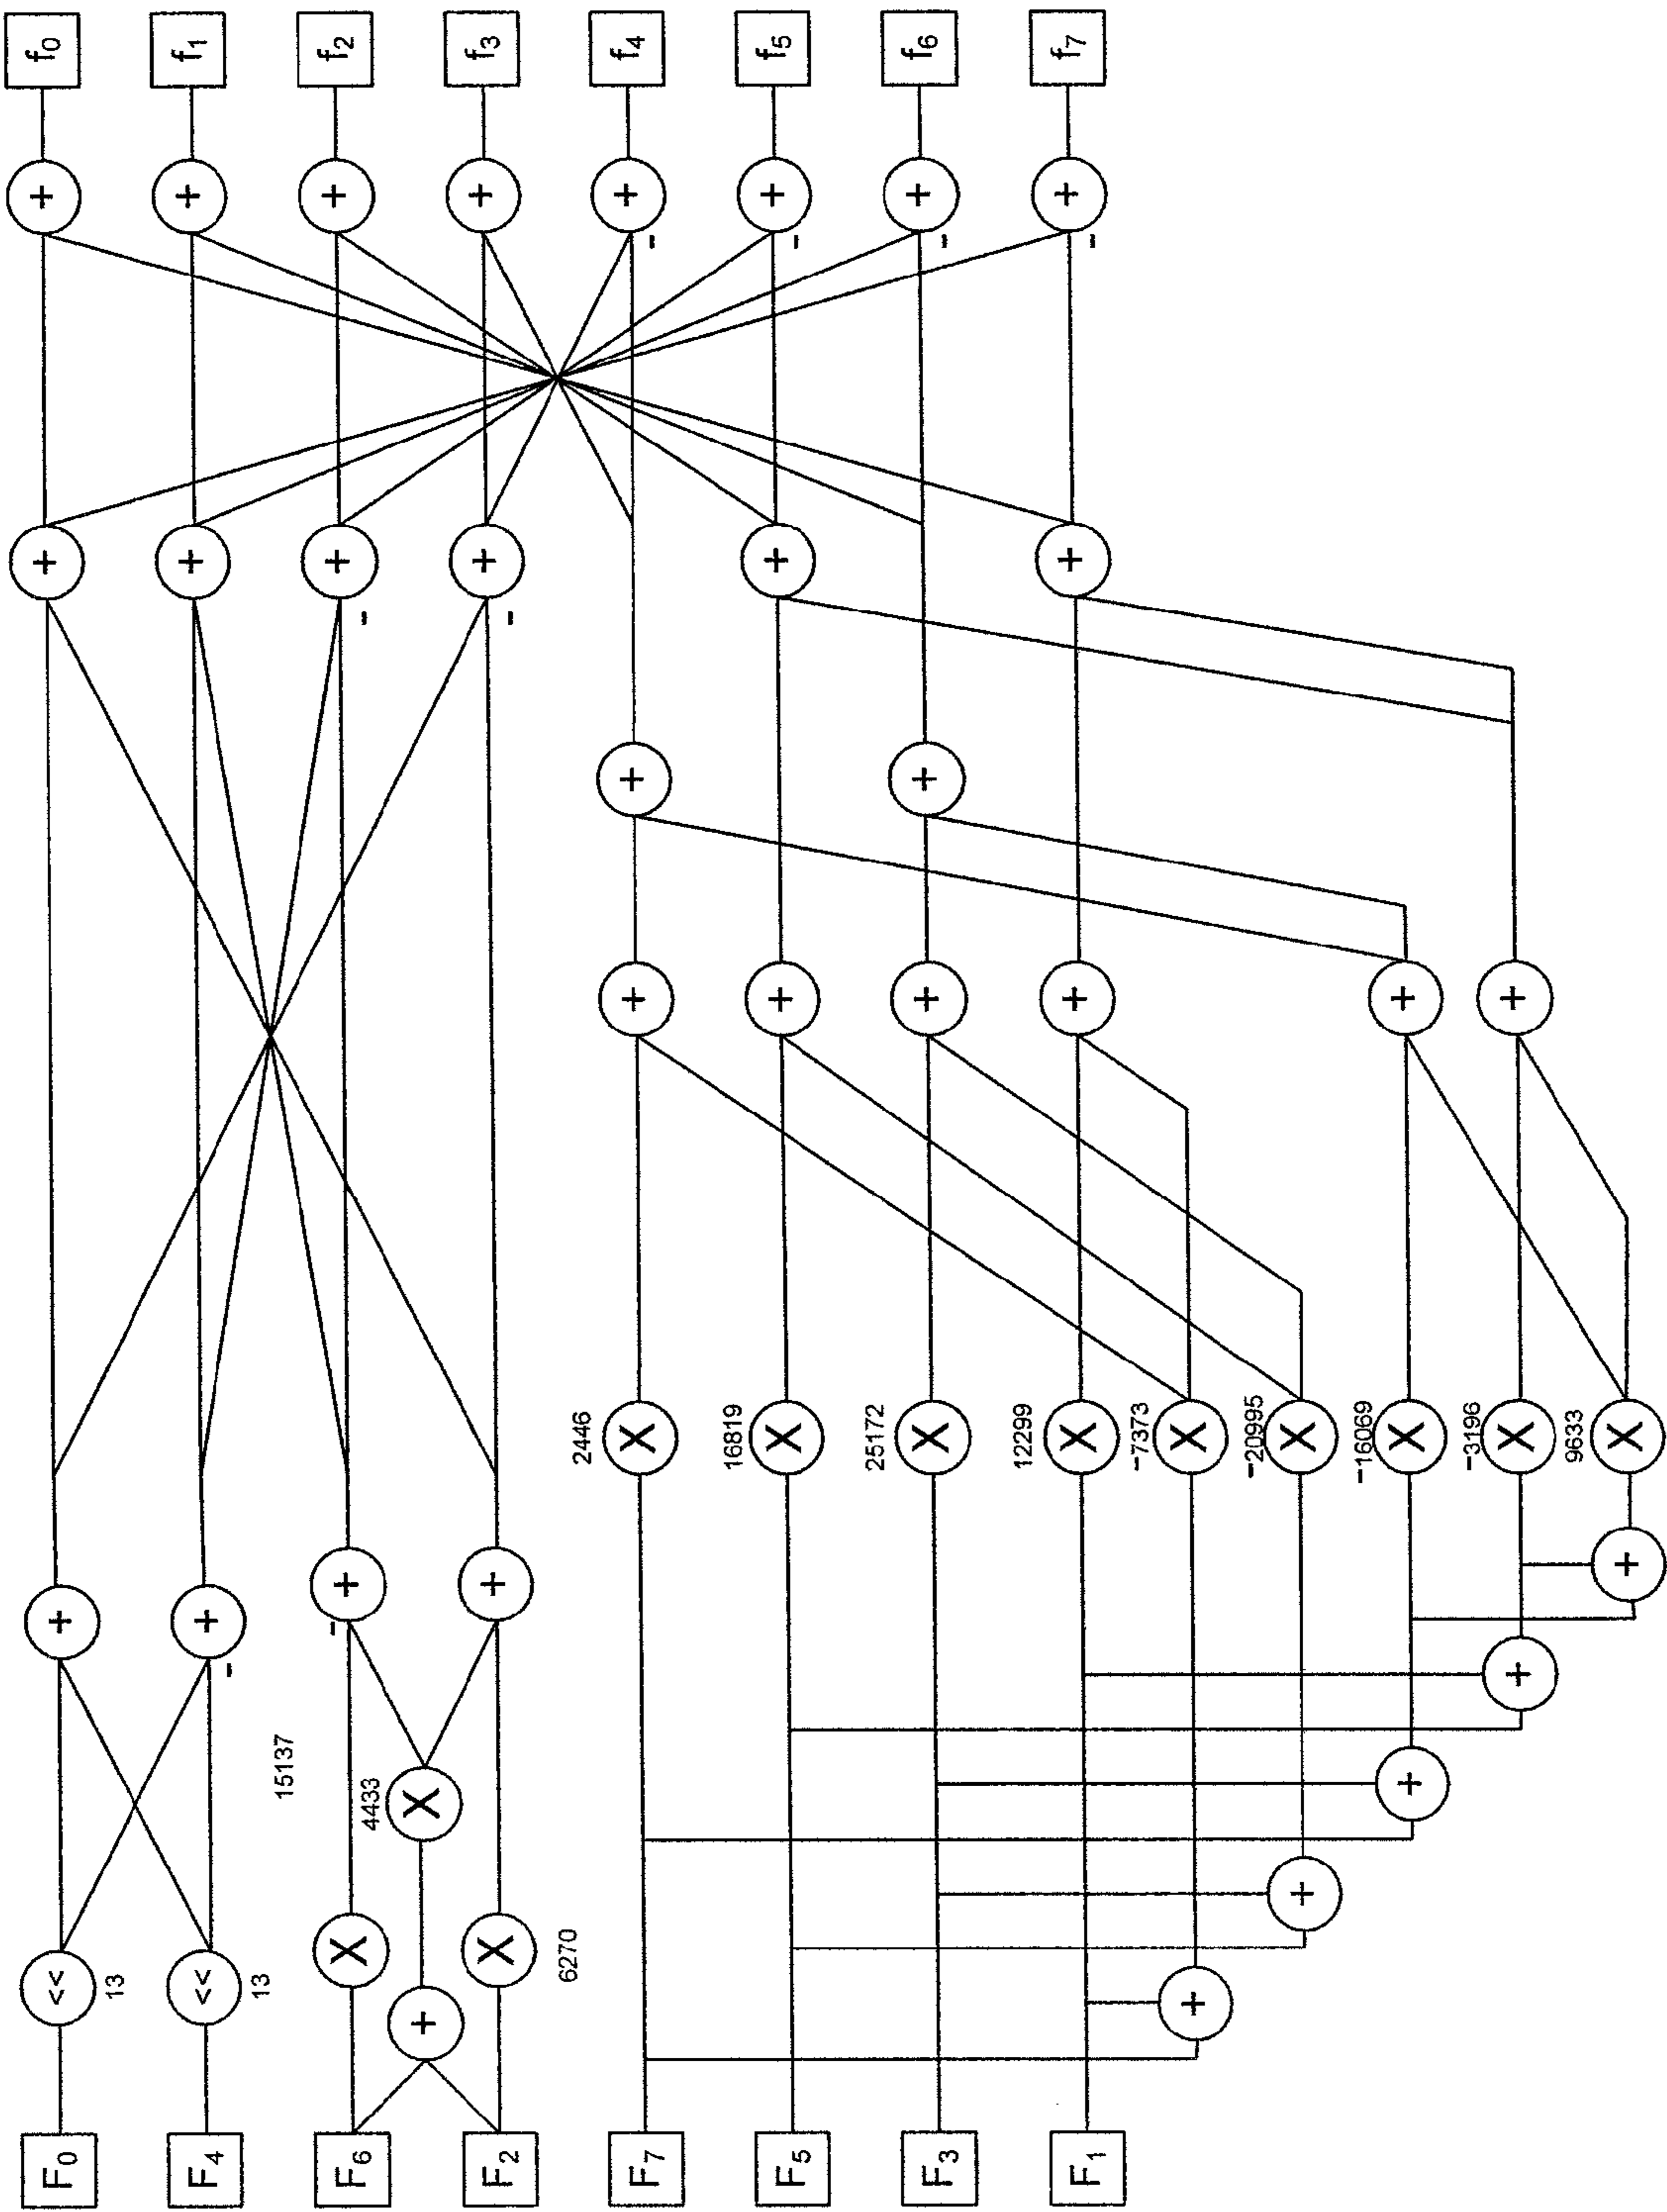 F₀ << + + + f₀
13
F₄ << + + + f₁
-
13
15137
-
F₆ X + + + f₂
-
4433
+ X
F₂ X + + + f₃
-
6270
2446
F₇ X + + + f₄
-
16819
F₅ X + + + f₅
-
25172
F₃ X + + + f₆
-
12299
F₁ X + + + f₇
-
-7373
+ X
-20995
+ X
-16069
+ X +
-3196
+ X +
9633
+ X